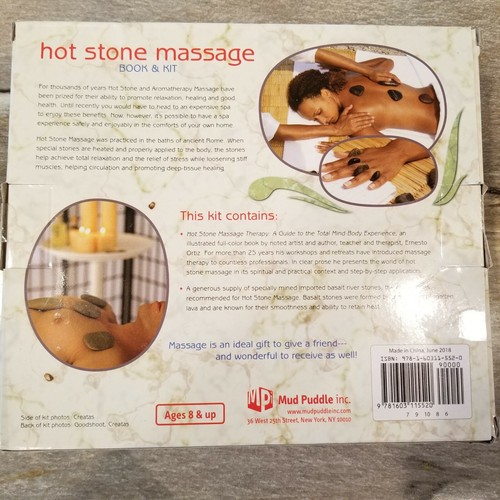 hot stone massage
BOOK & KIT
For thousands of years Hot Stone and Aromatherapy Massage have
been prized for their ability to promote relaxation, healing and good
health. Until recently you would have to head to an expensive spa
to enjoy these benefits. Now, however, it's possible to have a spa
experience safely and enjoyably in the comforts of your own home.
Hot Stone Massage was practiced in the baths of ancient Rome. When
special stones are heated and properly applied to the body, the stones
help achieve total relaxation and the relief of stress while loosening stiff
muscles, helping circulation and promoting deep-tissue healing.
This kit contains:
• Hot Stone Massage Therapy: A Guide to the Total Mind-Body Experience, an
illustrated full-color book by noted artist and author, teacher and therapist, Ernesto
Ortiz. For more than 25 years his workshops and retreats have introduced massage
therapy to countless professionals. In clear prose he presents the world of hot
stone massage in its spiritual and practical context and step-by-step application.
• A generous supply of specially mined imported basalt river stones, the
recommended for Hot Stone Massage. Basalt stones were formed by
lava and are known for their smoothness and ability to retain heat.
Massage is an ideal gift to give a friend---
and wonderful to receive as well!
Made in China, June 2018
ISBN: 978-1-60311-552-0
90000
9 781603 115520
7 9 10 8 6
Mud Puddle inc.
www.mudpuddleinc.com
36 West 25th Street, New York, NY 10010
Ages 8 & up
Side of Kit photos: Creatas
Back of Kit photos: Goodshoot, Creatas